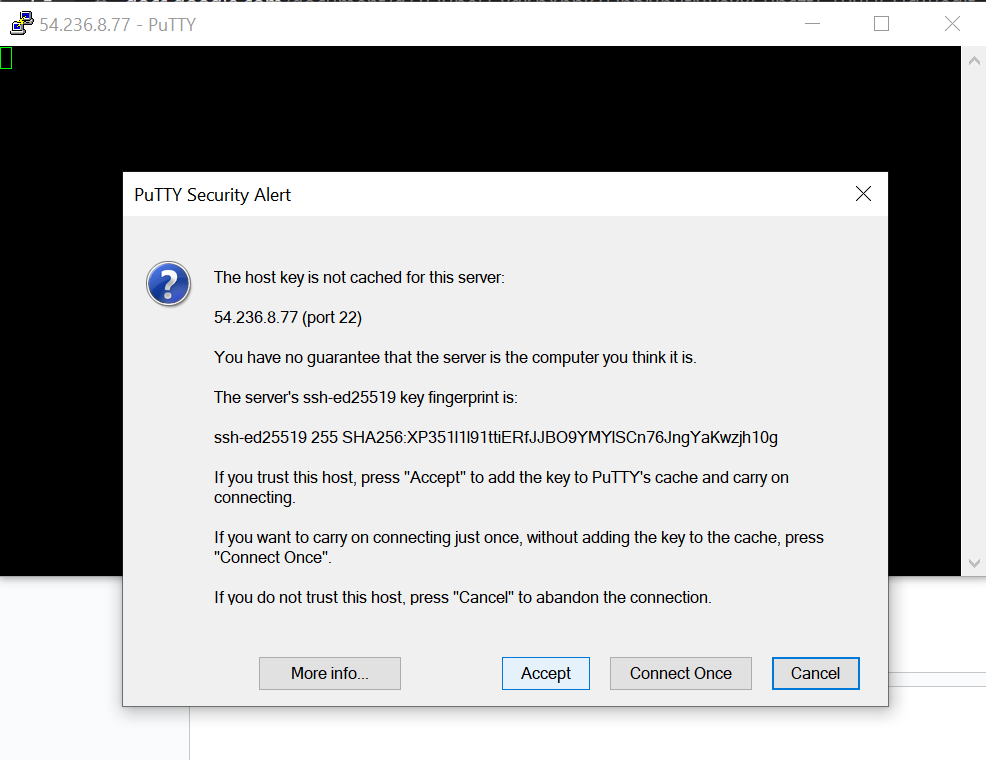 54.236.8.77 - PuTTY
PuTTY Security Alert
The host key is not cached for this server:
54.236.8.77 (port 22)
You have no guarantee that the server is the computer you think it is.
The server's ssh-ed25519 key fingerprint is:
ssh-ed25519 255 SHA256:XP351I1I91ttiERfJJBO9YMYISCn76JngYaKwzjh10g
If you trust this host, press "Accept" to add the key to PuTTY's cache and carry on
connecting.
If you want to carry on connecting just once, without adding the key to the cache, press
"Connect Once".
If you do not trust this host, press "Cancel" to abandon the connection.
More info...
Accept
Connect Once
Cancel